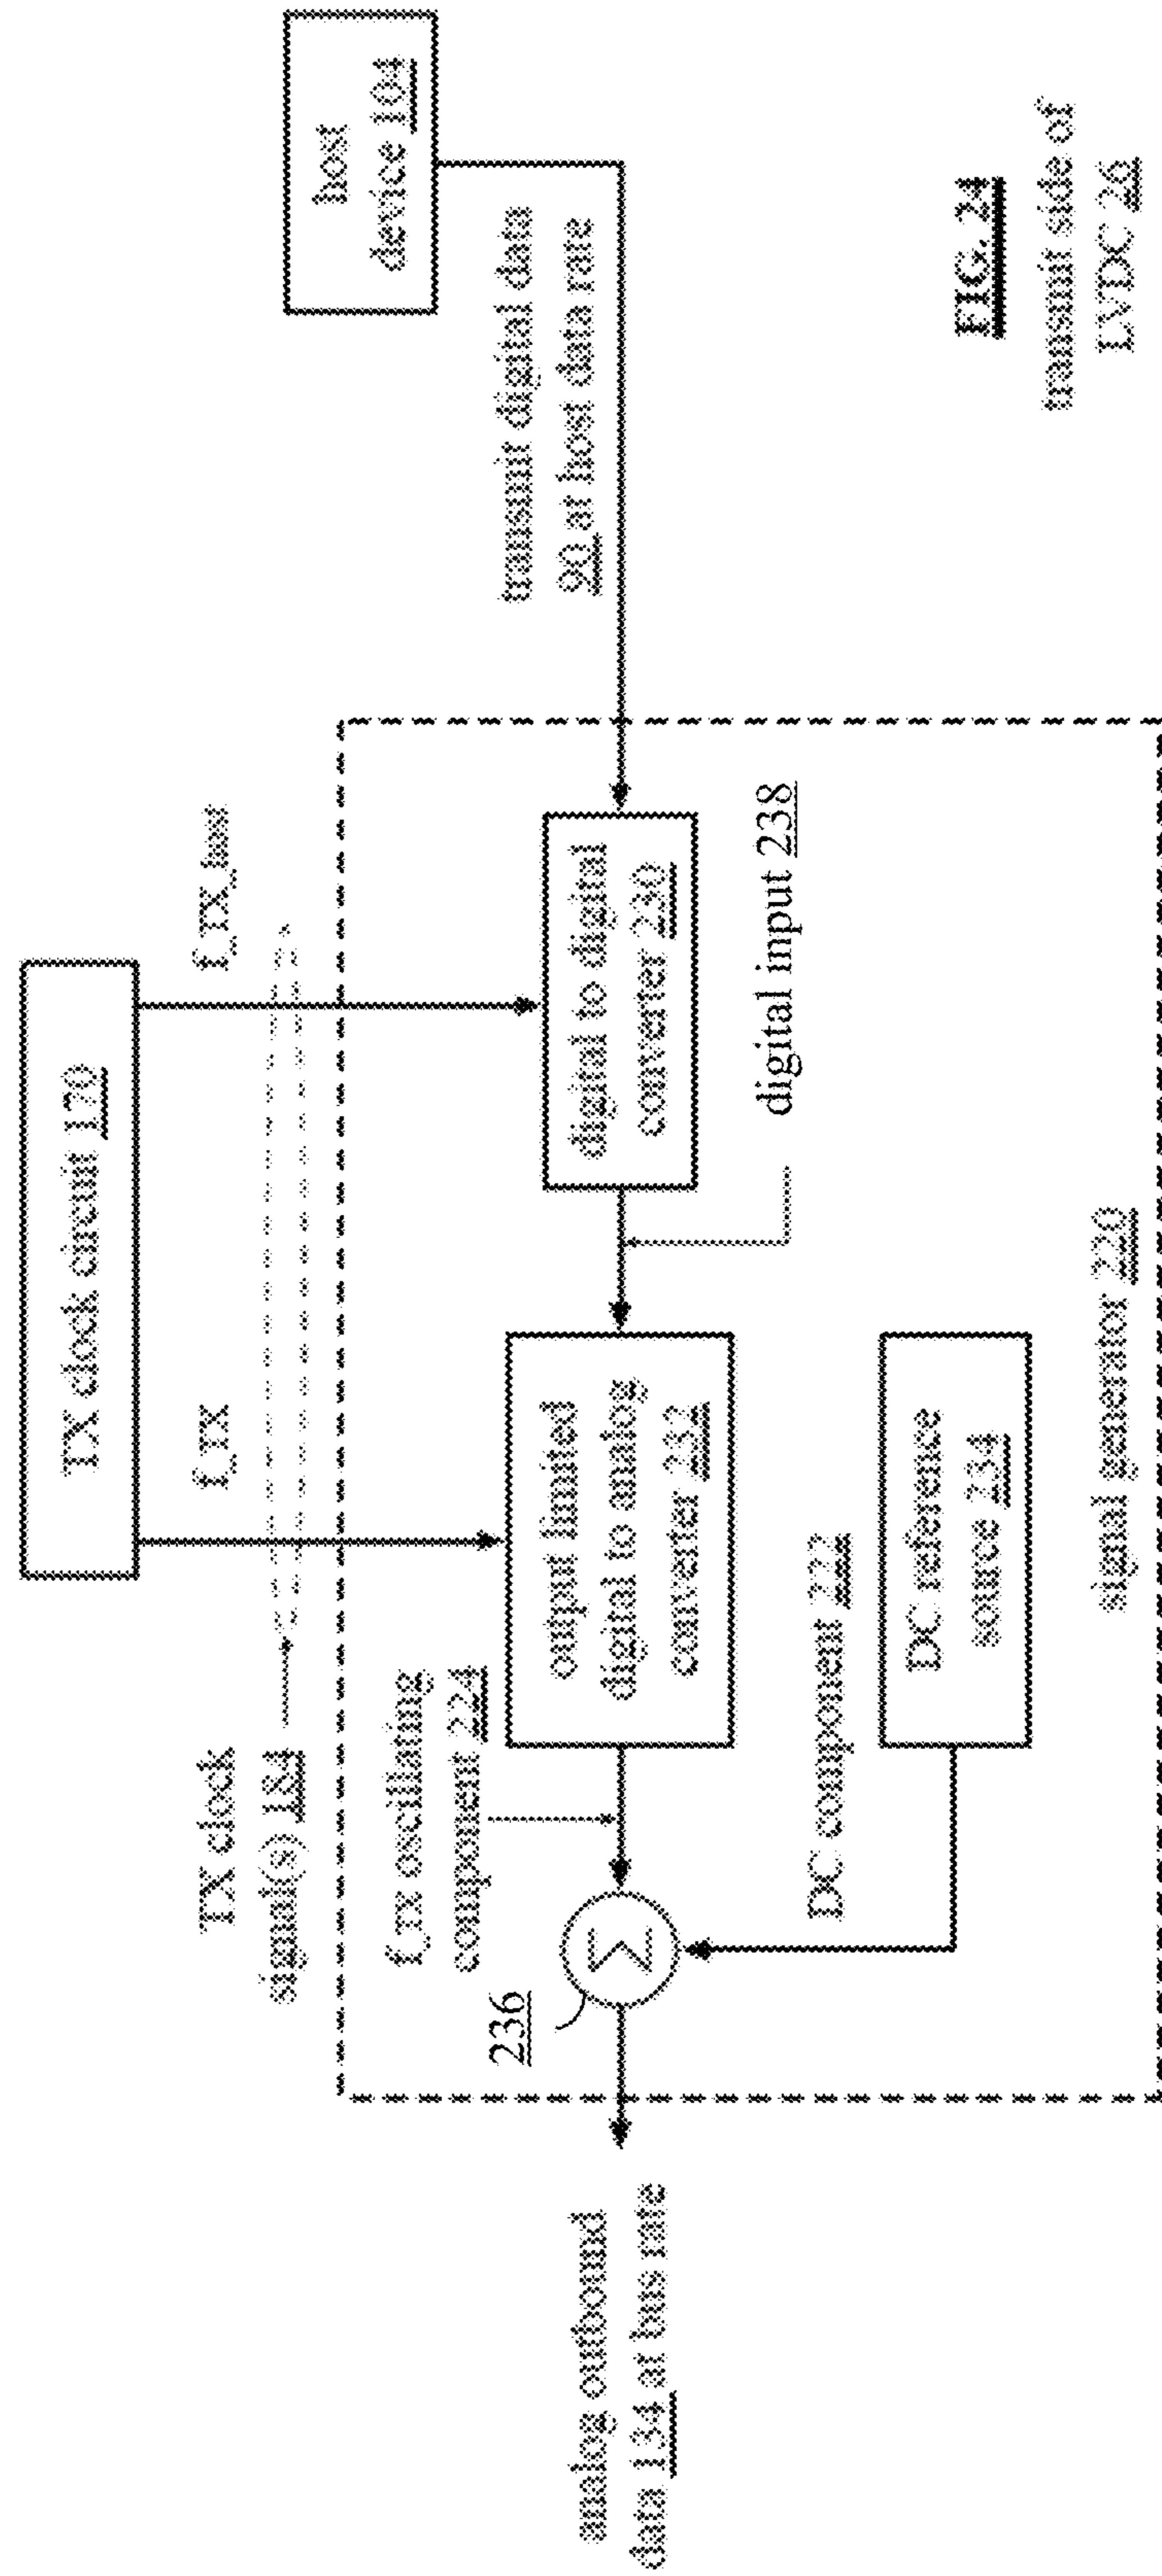 TX clock circuit 170
TX clock
signal(s) 184
f_TX
f_TX_host
host
device 104
f_TX oscillating
component 224
236
Σ
output limited
digital to analog
converter 232
digital to digital
converter 230
transmit digital data
90 at host data rate
analog outbound
data 134 at bus rate
digital input 238
DC component 222
DC reference
source 234
signal generator 220
FIG. 24
transmit side of
LVDC 26